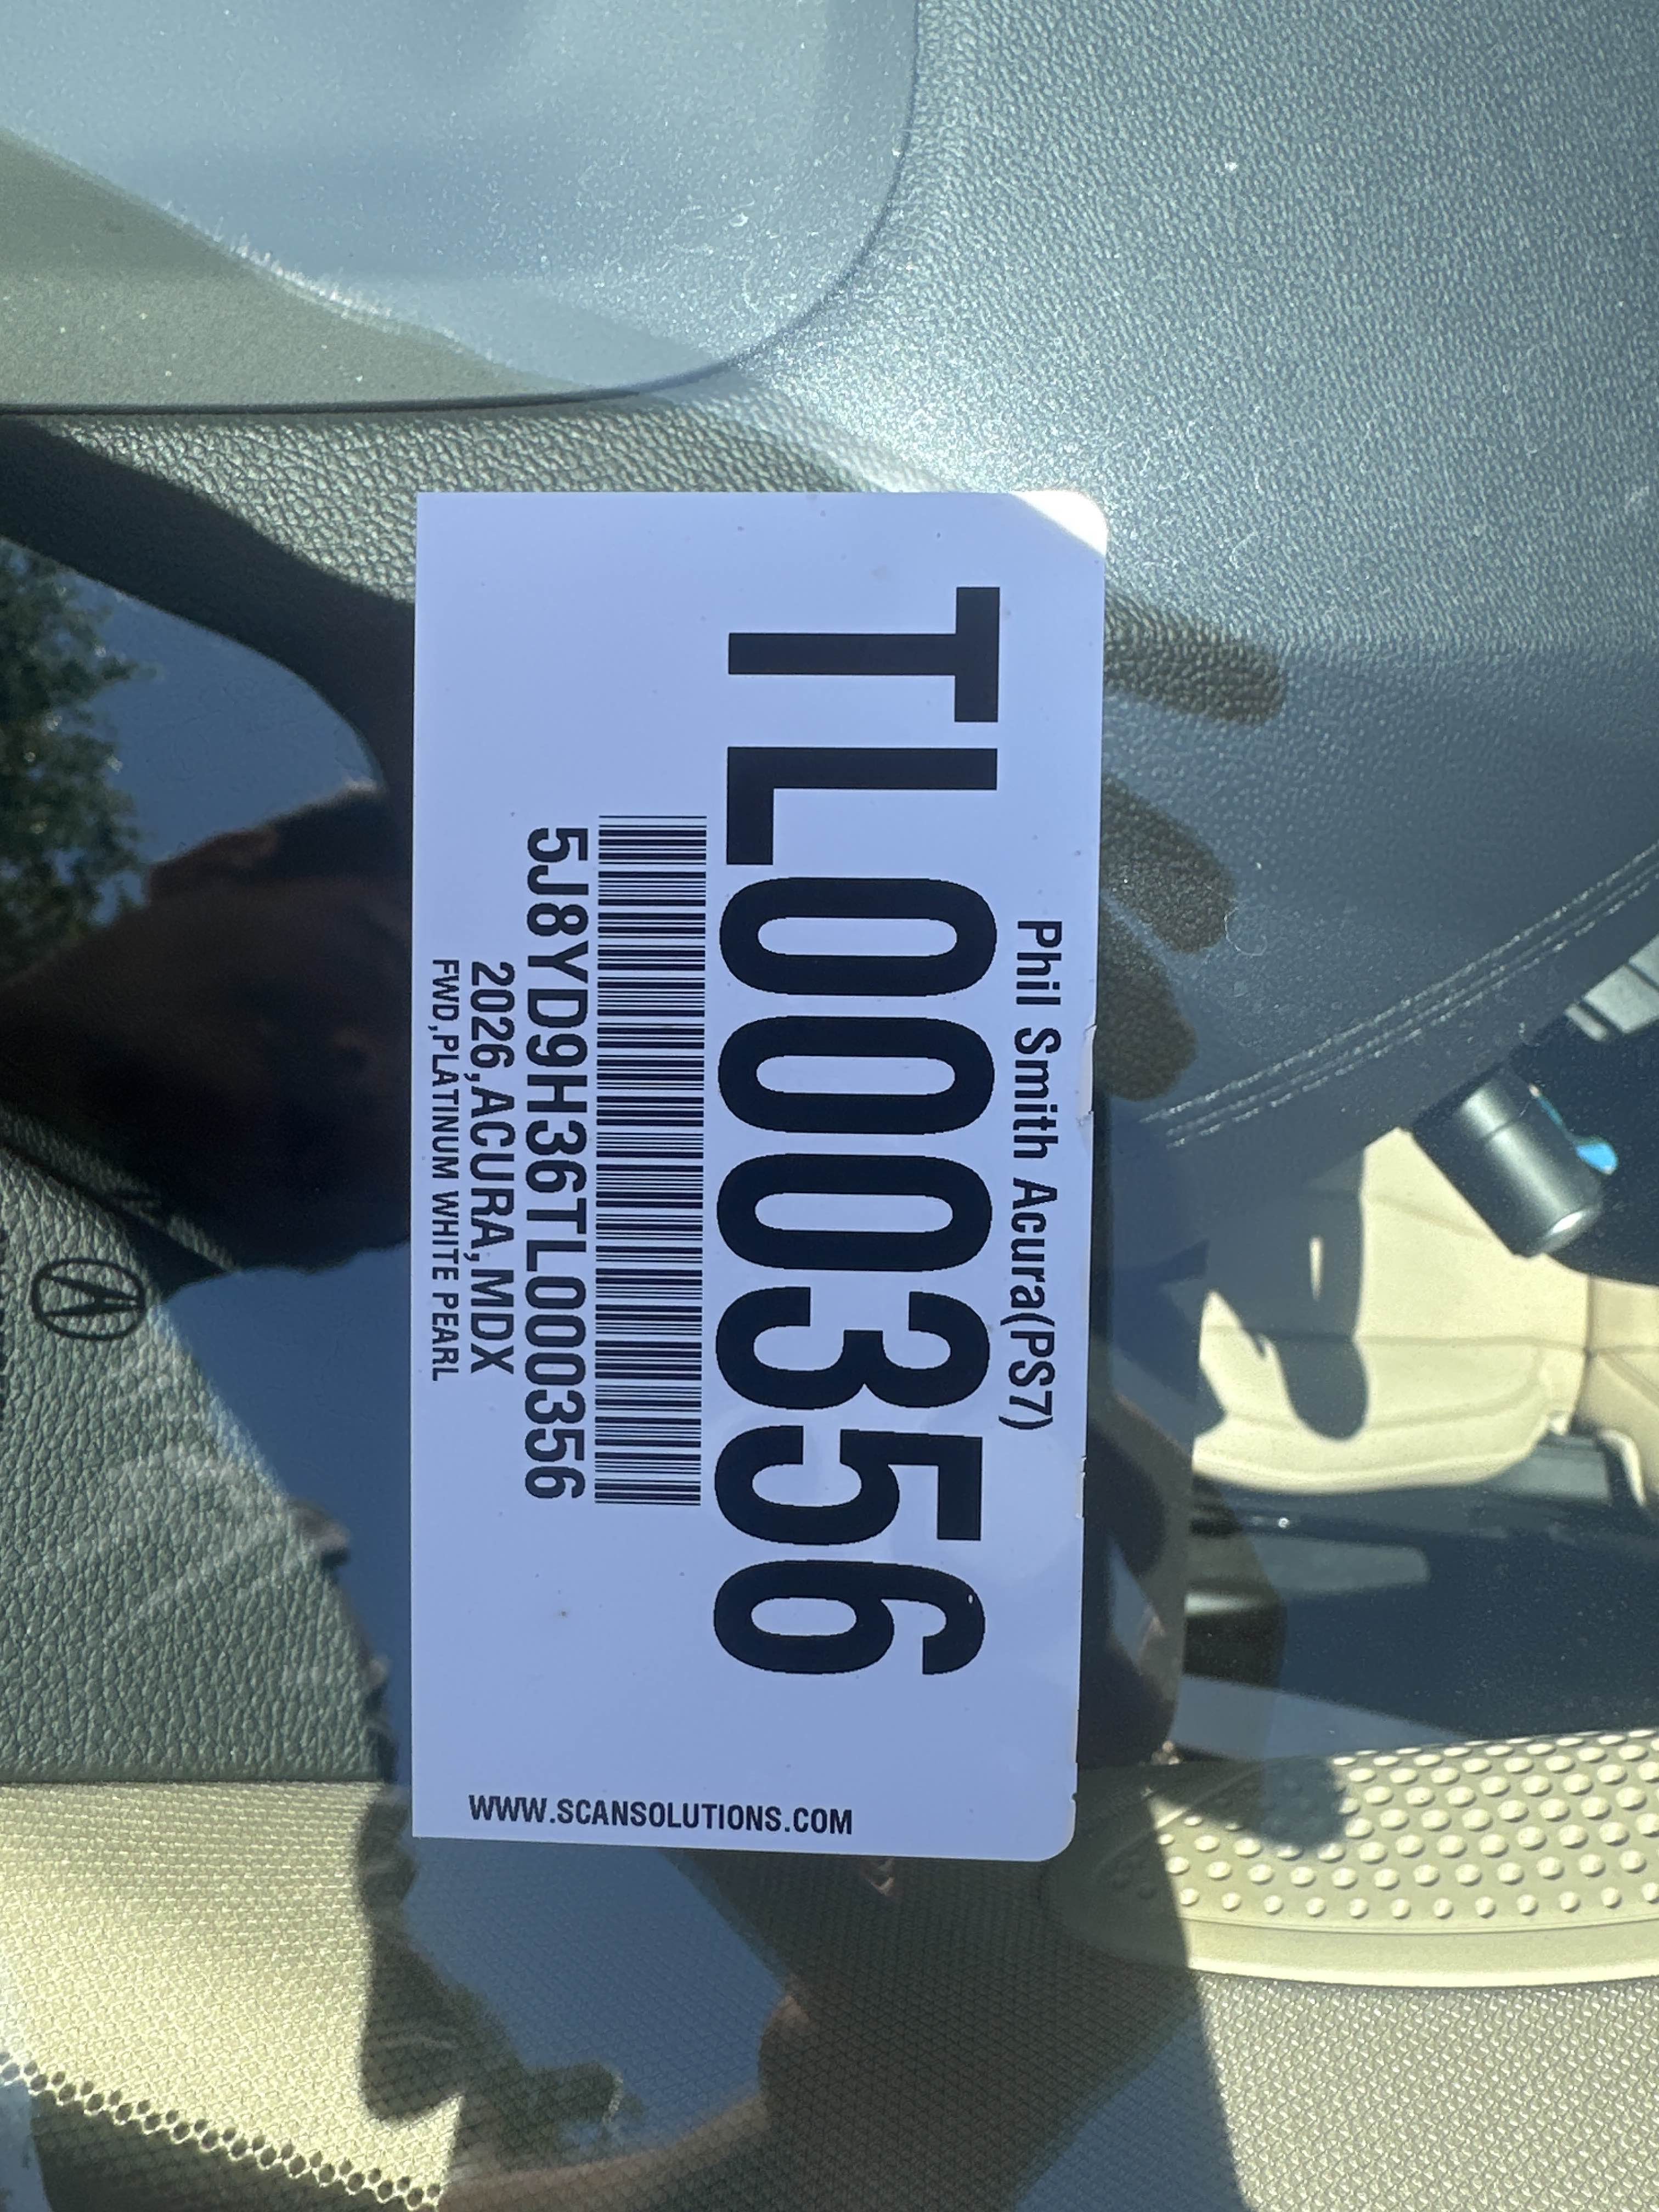 Phil Smith Acura(PS7)
TL000356
5J8YD9H36TL000356
2026,ACURA,MDX
FWD,PLATINUM WHITE PEARL
WWW.SCANSOLUTIONS.COM